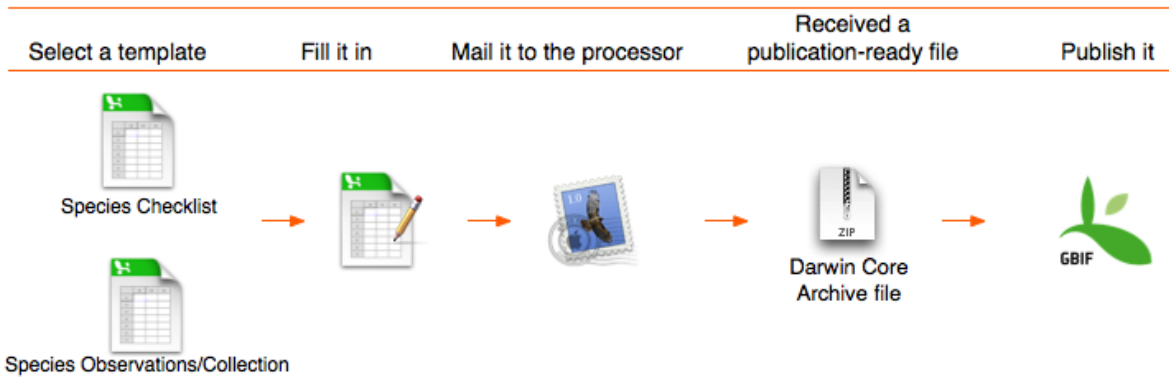 Select a template
Fill it in
Mail it to the processor
Received a
publication-ready file
Publish it
Species Checklist
1.0
ZIP
Darwin Core
Archive file
GBIF
Species Observations/Collection